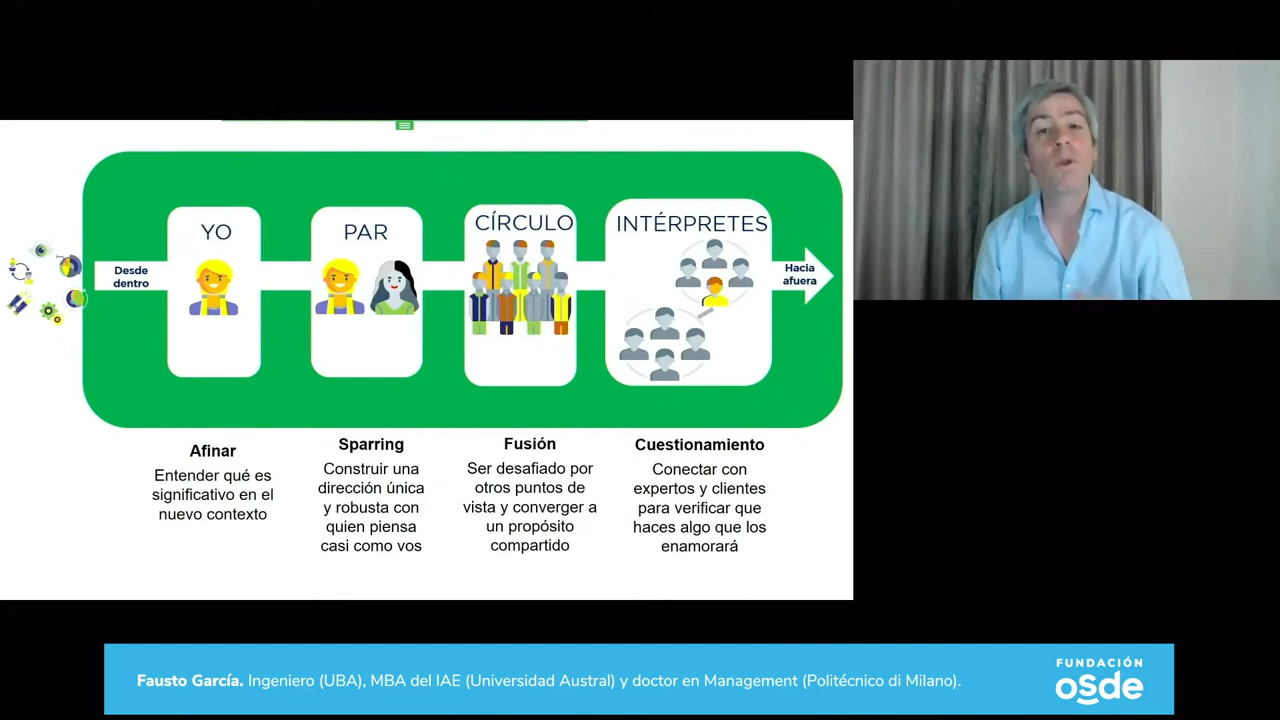 YO
PAR
CÍRCULO
INTÉRPRETES
Desde
dentro
Hacia
afuera
Afinar
Entender qué es
significativo en el
nuevo contexto
Sparring
Construir una
dirección única
y robusta con
quien piensa
casi como vos
Fusión
Ser desafiado por
otros puntos de
vista y converger a
un propósito
compartido
Cuestionamiento
Conectar con
expertos y clientes
para verificar que
haces algo que los
enamorará
Fausto García. Ingeniero (UBA), MBA del IAE (Universidad Austral) y doctor en Management (Politécnico di Milano).
FUNDACIÓN
osde